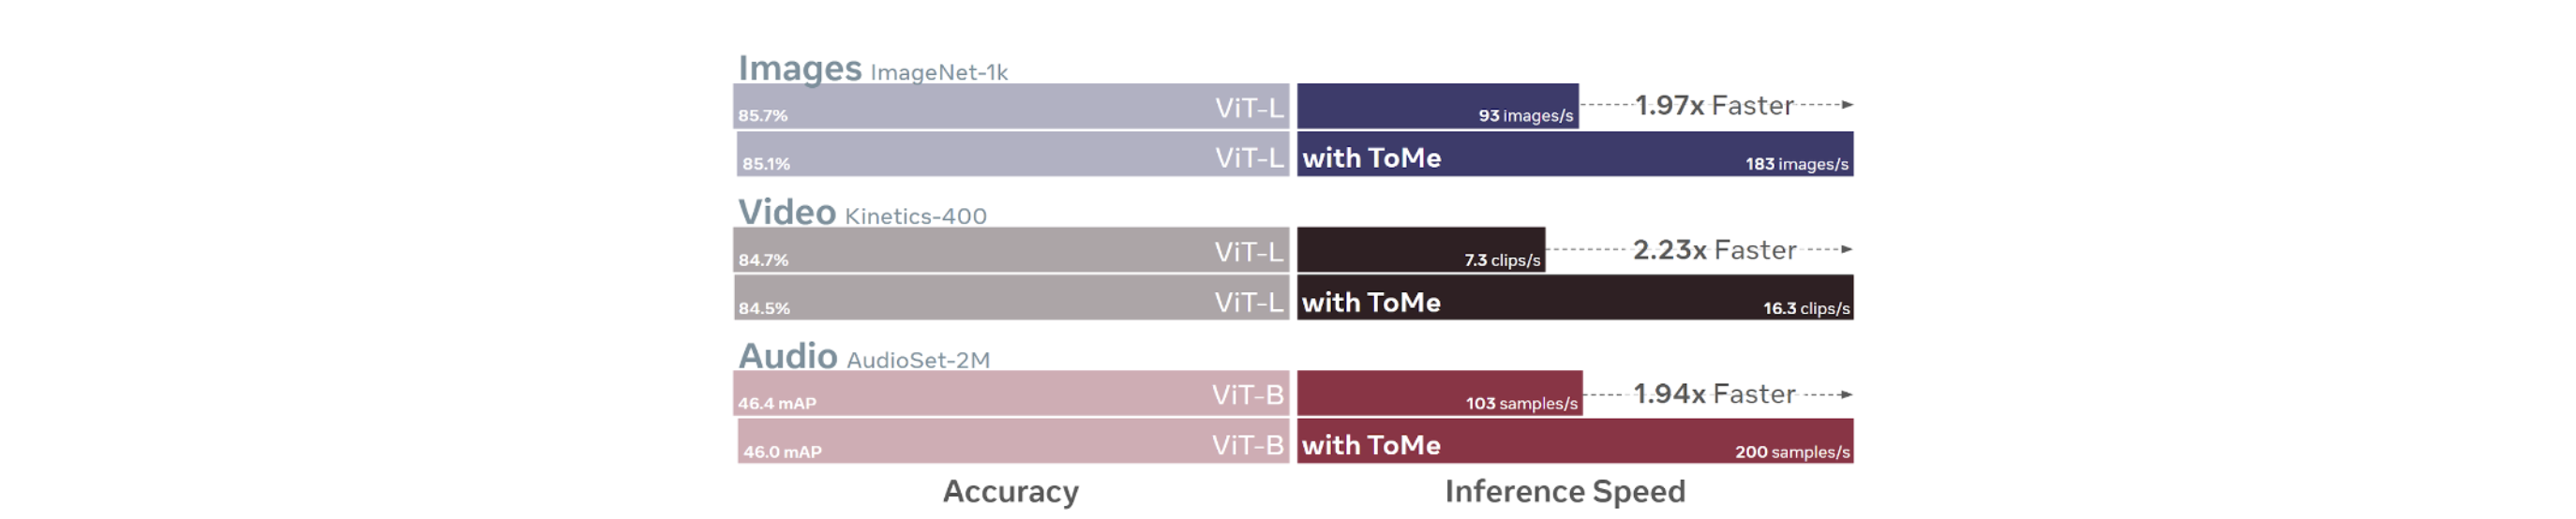 Images ImageNet-1k
85.7% ViT-L 93 images/s 1.97x Faster
85.1% ViT-L with ToMe 183 images/s
Video Kinetics-400
84.7% ViT-L 7.3 clips/s 2.23x Faster
84.5% ViT-L with ToMe 16.3 clips/s
Audio AudioSet-2M
46.4 mAP ViT-B 103 samples/s 1.94x Faster
46.0 mAP ViT-B with ToMe 200 samples/s
Accuracy Inference Speed